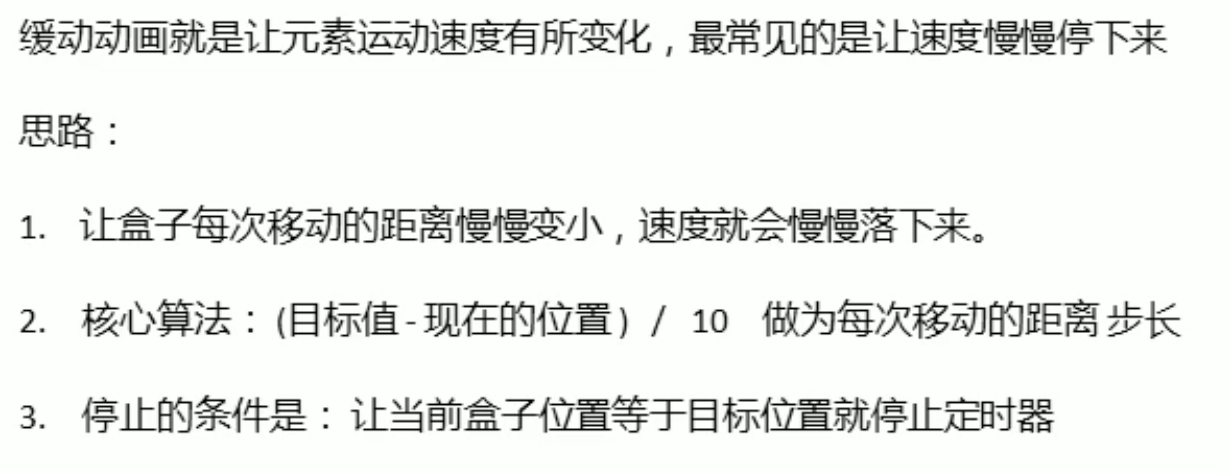 缓动动画就是让元素运动速度有所变化，最常见的是让速度慢慢停下来
思路：
1. 让盒子每次移动的距离慢慢变小，速度就会慢慢落下来。
2. 核心算法：(目标值 - 现在的位置) / 10 做为每次移动的距离 步长
3. 停止的条件是：让当前盒子位置等于目标位置就停止定时器